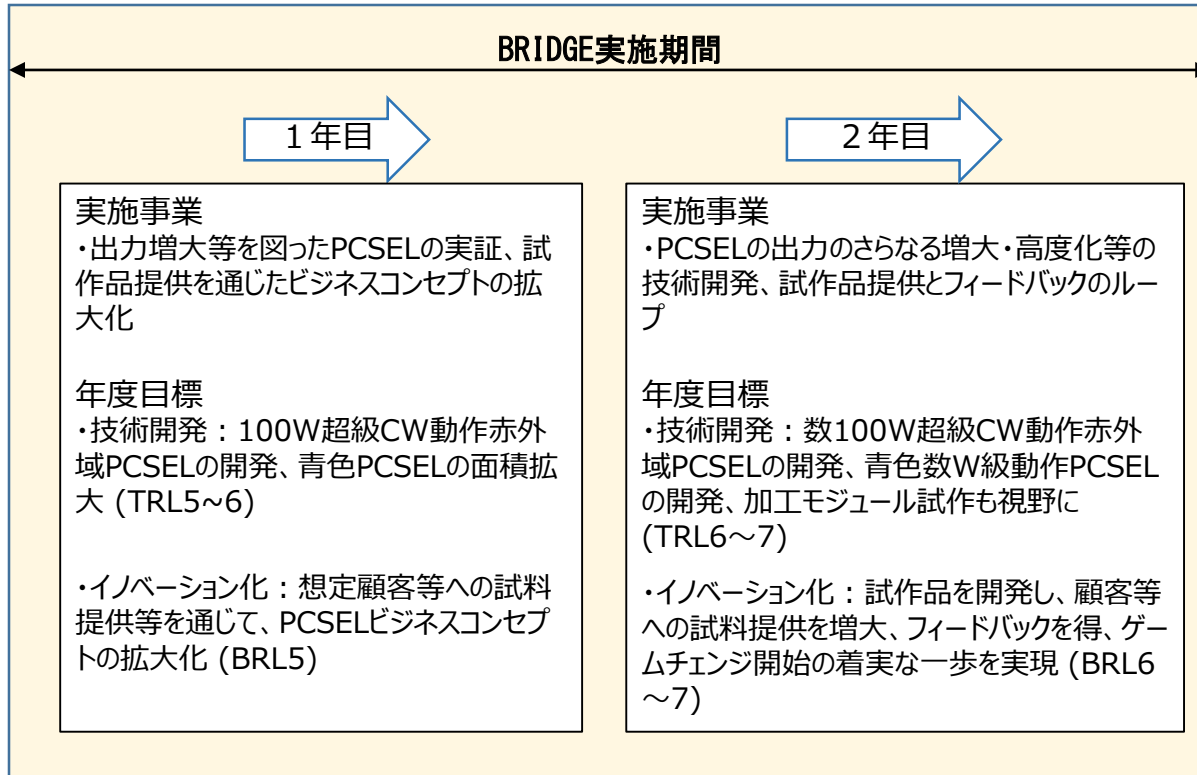 BRIDGE実施期間
1年目
実施事業
・出力増大等を図ったPCSELの実証、試
作品提供を通じたビジネスコンセプトの拡
大化
年度目標
・技術開発：100W超級CW動作赤外
域PCSELの開発、青色PCSELの面積拡
大 (TRL5~6)
・イノベーション化：想定顧客等への試料
提供等を通じて、PCSELビジネスコンセプ
トの拡大化 (BRL5)
2年目
実施事業
・PCSELの出力のさらなる増大・高度化等の
技術開発、試作品提供とフィードバックのルー
プ
年度目標
・技術開発：数100W超級CW動作赤外
域PCSELの開発、青色数W級動作PCSEL
の開発、加工モジュール試作も視野に
(TRL6～7)
・イノベーション化：試作品を開発し、顧客等
への試料提供を増大、フィードバックを得、ゲー
ムチェンジ開始の着実な一歩を実現 (BRL6
～7)